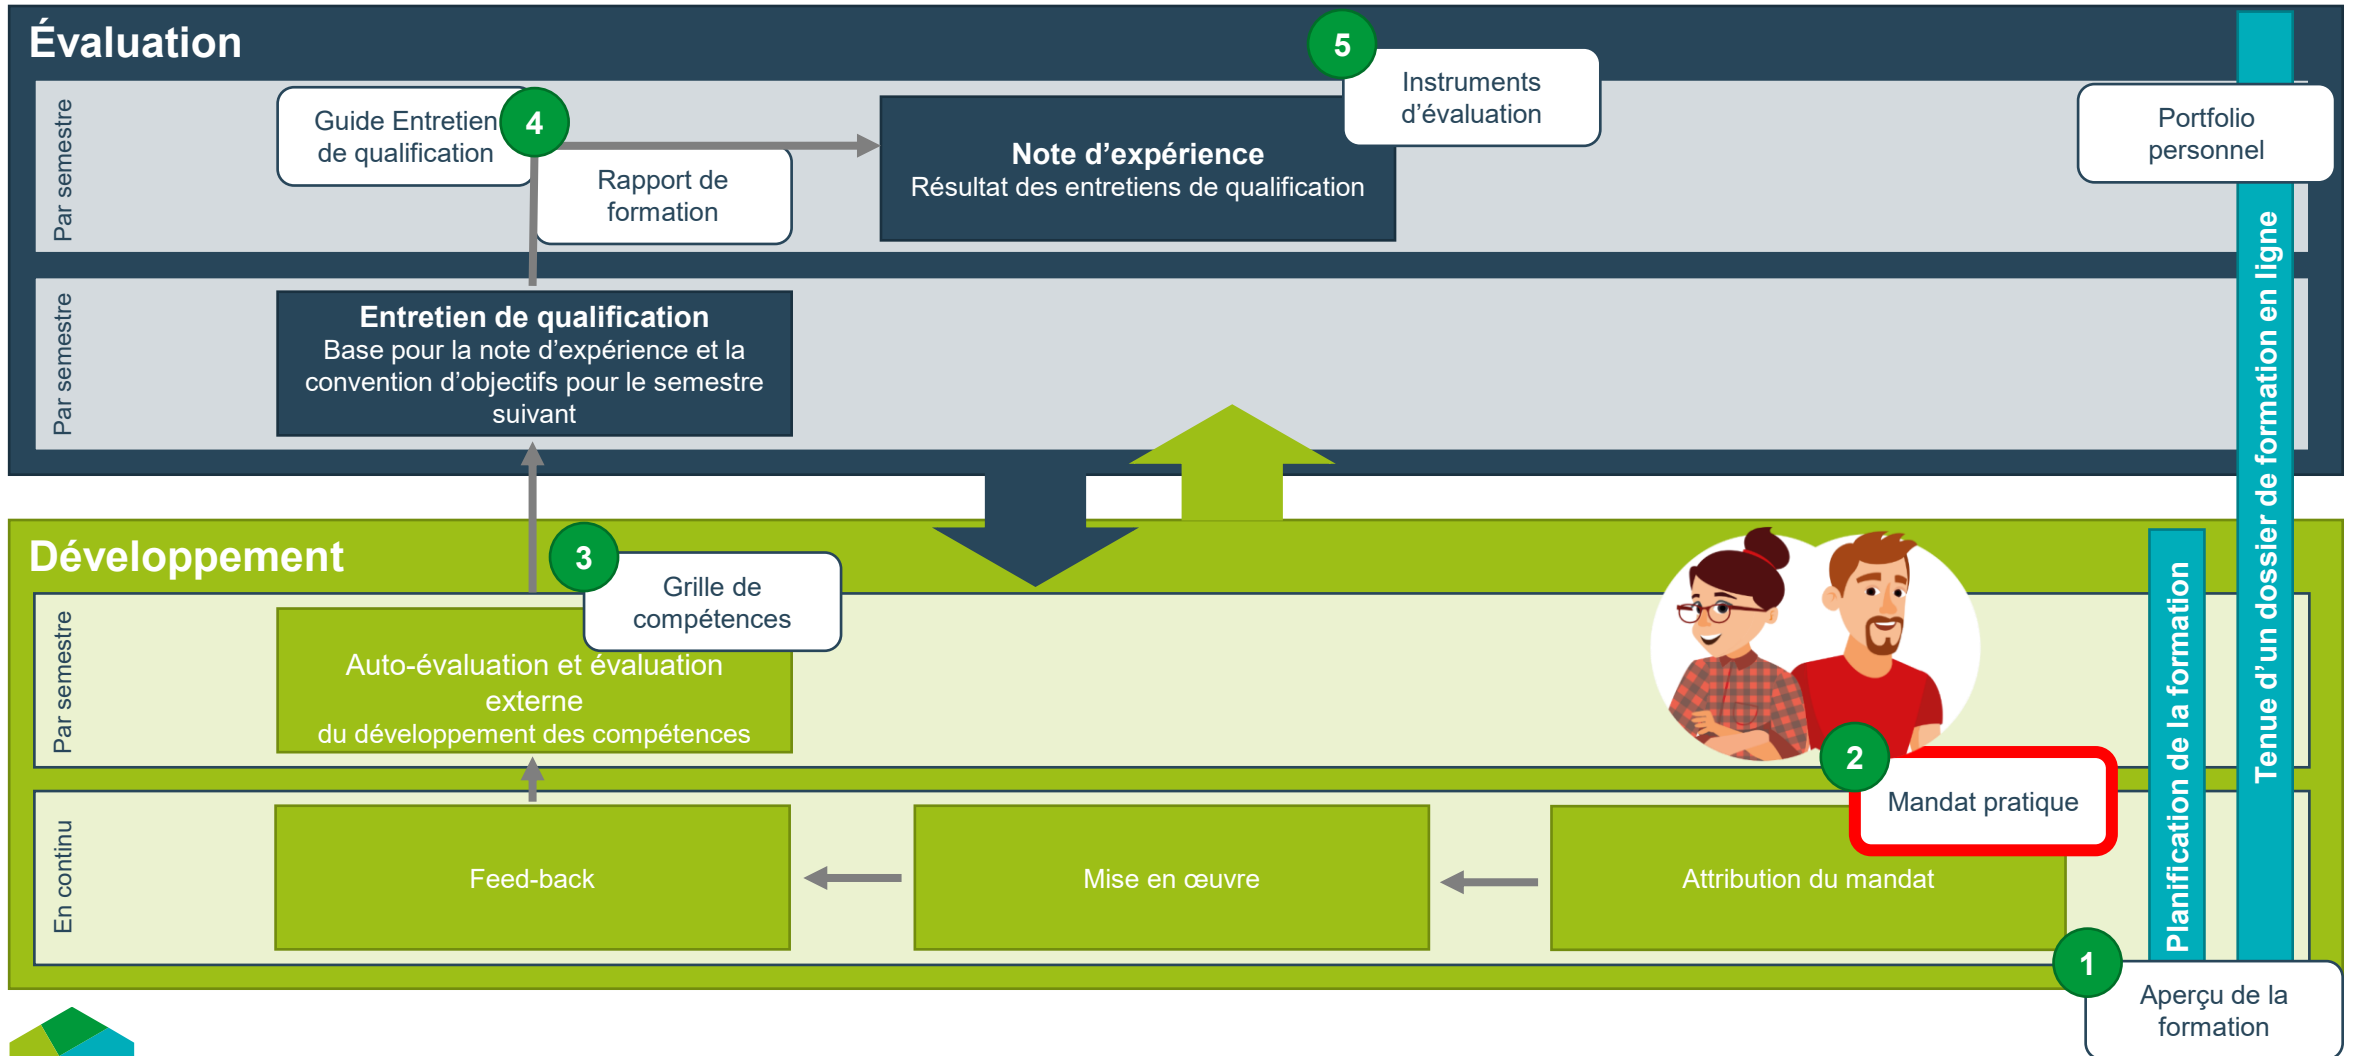 Évaluation
Par semestre
Guide Entretien
de qualification
4
Rapport de
formation
Note d’expérience
Résultat des entretiens de qualification
5
Instruments
d’évaluation
Portfolio
personnel
Par semestre
Entretien de qualification
Base pour la note d’expérience et la
convention d’objectifs pour le semestre
suivant
Tenue d’un dossier de formation en ligne
Développement
Par semestre
3
Grille de
compétences
Auto-évaluation et évaluation
externe
du développement des compétences
Planification de la formation
2
Mandat pratique
En continu
Feed-back
Mise en œuvre
Attribution du mandat
1
Aperçu de la
formation